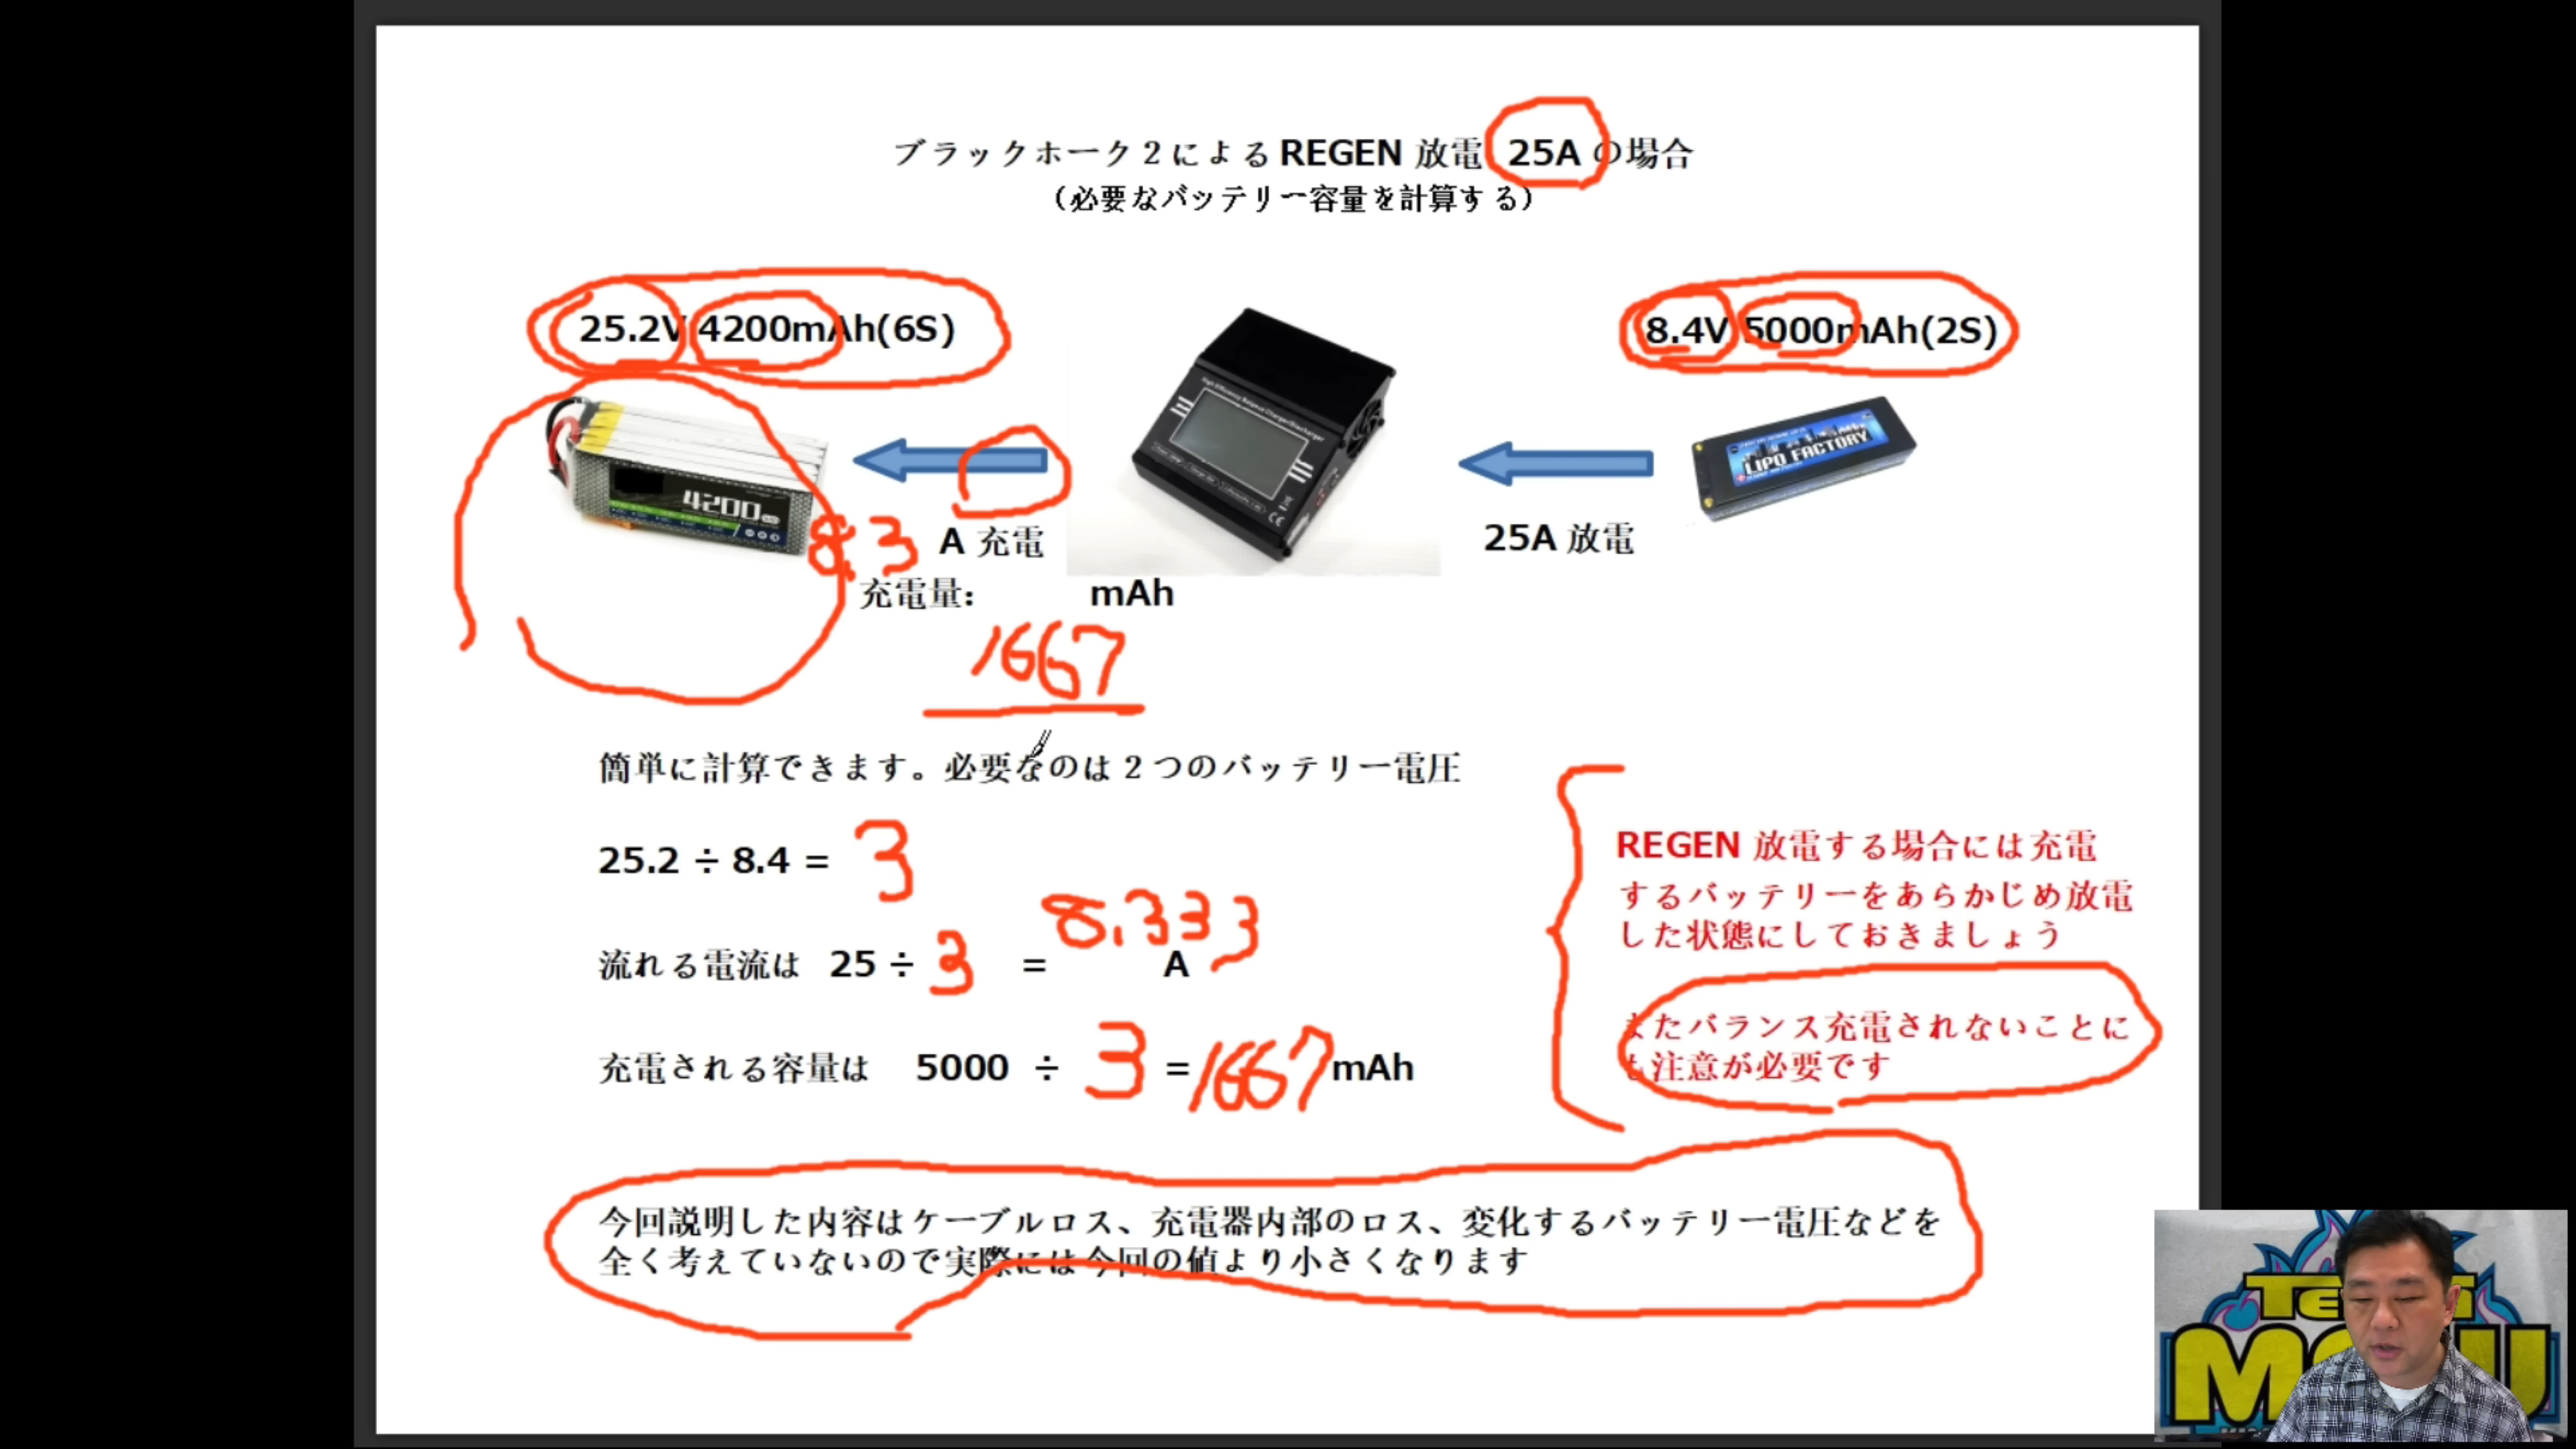 ブラックホーク2によるREGEN 放電 25Aの場合
(必要なバッテリー容量を計算する)
25.2V 4200mAh(6S)
8.4V 5000mAh(2S)
High Efficiency Balance Charger/Discharger
LIPO FACTORY
4200
8.3 A 充電
25A 放電
充電量: mAh
1667
簡単に計算できます。必要なのは2つのバッテリー電圧
25.2 ÷ 8.4 = 3
流れる電流は 25 ÷ 3 = 8.333 A
充電される容量は 5000 ÷ 3 = 1667 mAh
REGEN 放電する場合には充電
するバッテリーをあらかじめ放電
した状態にしておきましょう
またバランス充電されないことに
も注意が必要です
今回説明した内容はケーブルロス、充電器内部のロス、変化するバッテリー電圧などを
全く考えていないので実際には今回の値より小さくなります